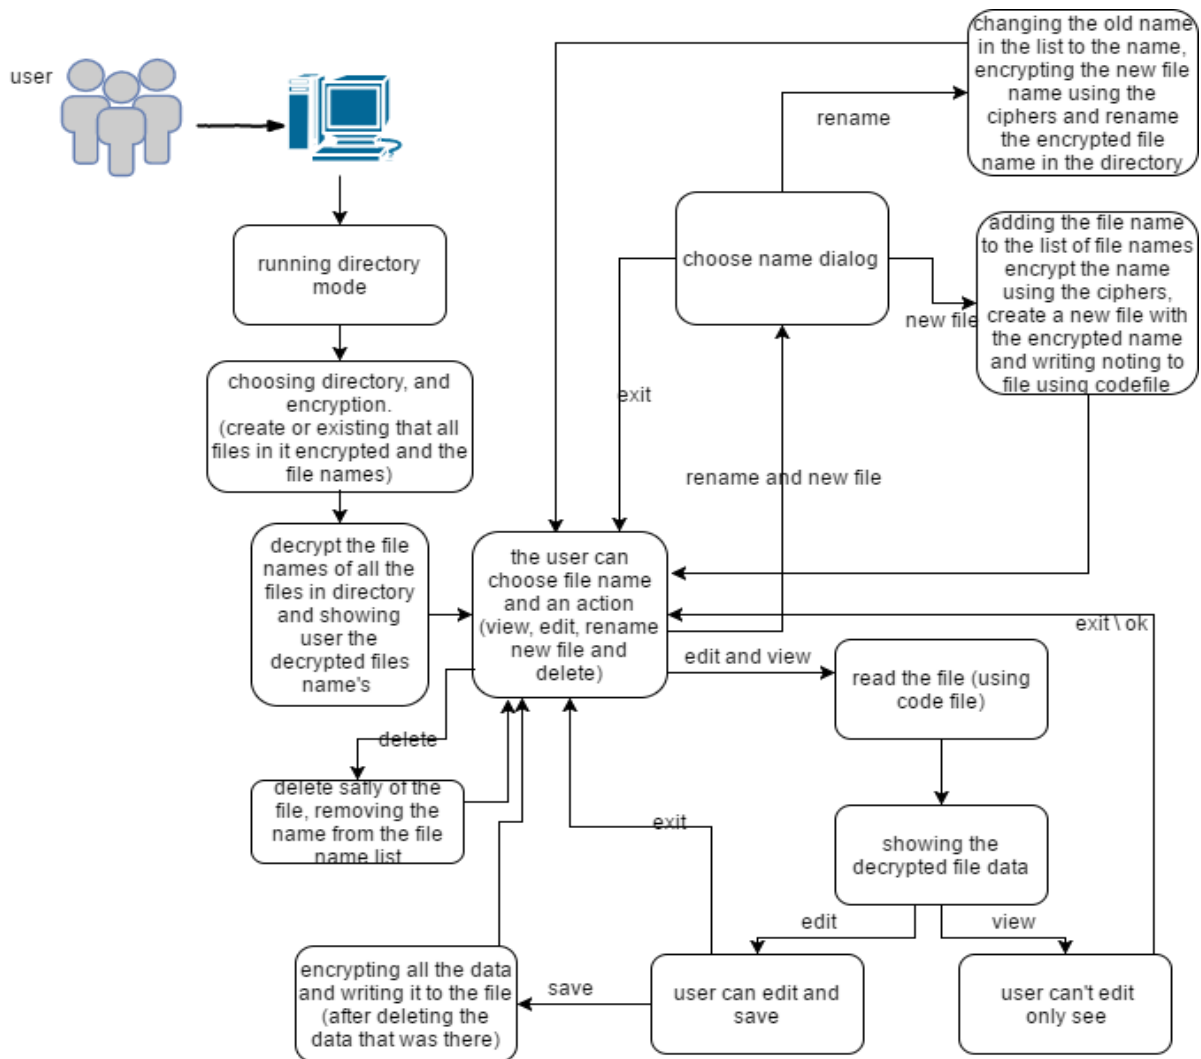 user
running directory
mode
choosing directory, and
encryption.
(create or existing that all
files in it encrypted and the
file names)
decrypt the file
names of all the
files in directory
and showing
user the
decrypted files
name's
the user can
choose file name
and an action
(view, edit, rename
new file and
delete)
delete
delete safly of the
file, removing the
name from the file
name list
rename and new file
choose name dialog
exit
rename
changing the old name
in the list to the name,
encrypting the new file
name using the
ciphers and rename
the encrypted file
name in the directory
new file
adding the file name
to the list of file names
encrypt the name
using the ciphers,
create a new file with
the encrypted name
and writing noting to
file using codefile
edit and view
read the file (using
code file)
showing the
decrypted file data
edit
view
user can edit and
save
user can't edit
only see
exit \ ok
exit
save
encrypting all the data
and writing it to the file
(after deleting the
data that was there)